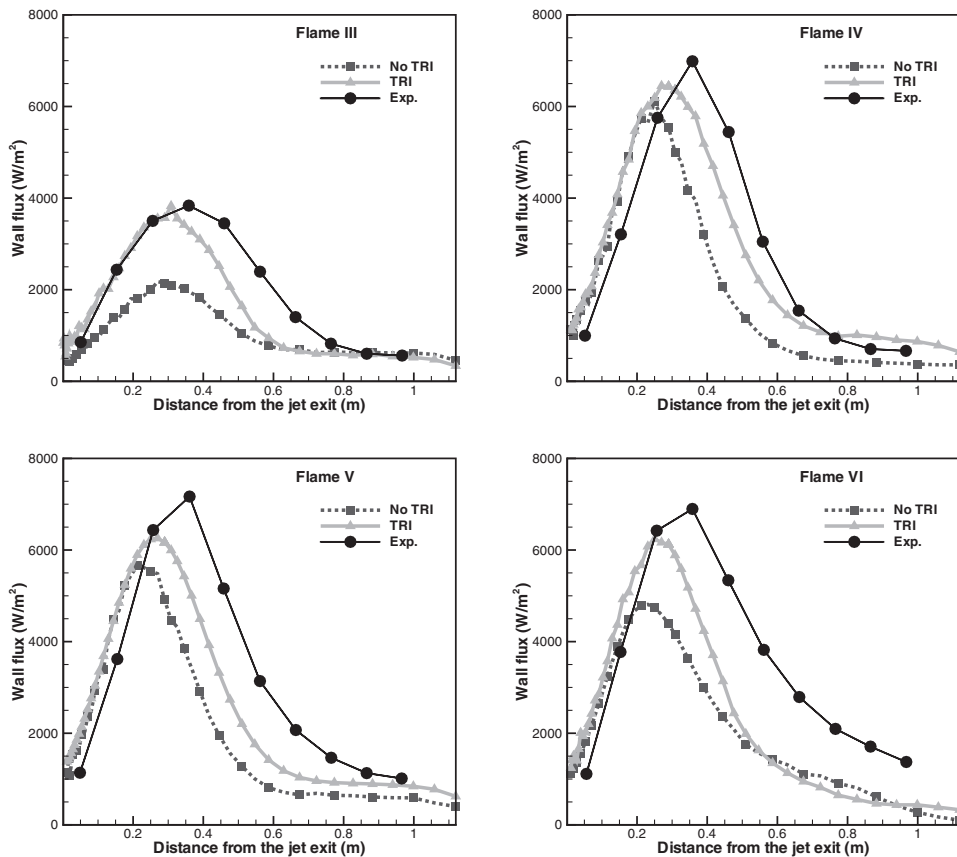 8000
Flame III
No TRI
TRI
Exp.
6000
4000
2000
0
Wall flux (W/m²)
0.2
0.4
0.6
0.8
1
Distance from the jet exit (m)
8000
Flame IV
No TRI
TRI
Exp.
6000
4000
2000
0
Wall flux (W/m²)
0.2
0.4
0.6
0.8
1
Distance from the jet exit (m)
8000
Flame V
No TRI
TRI
Exp.
6000
4000
2000
0
Wall flux (W/m²)
0.2
0.4
0.6
0.8
1
Distance from the jet exit (m)
8000
Flame VI
No TRI
TRI
Exp.
6000
4000
2000
0
Wall flux (W/m²)
0.2
0.4
0.6
0.8
1
Distance from the jet exit (m)